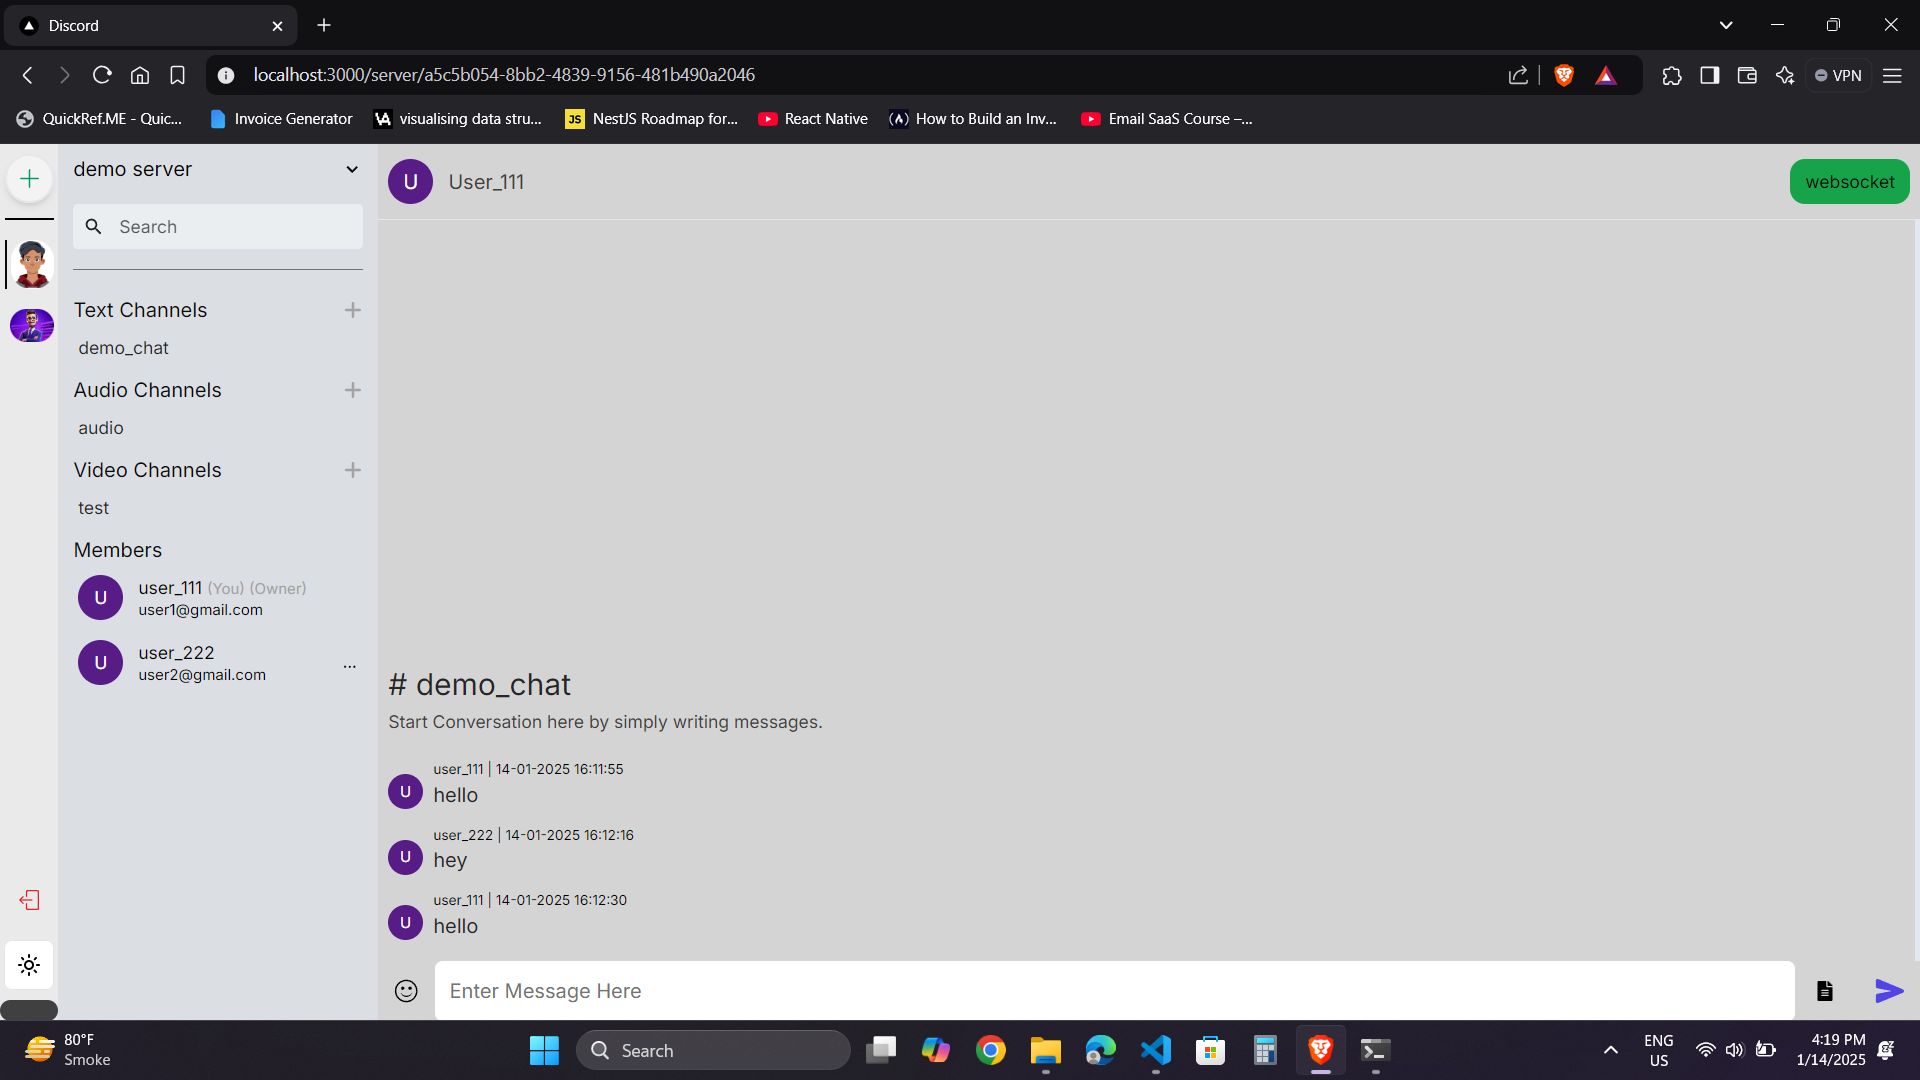 Discord
localhost:3000/server/a5c5b054-8bb2-4839-9156-481b490a2046
VPN
QuickRef.ME - Quic...
Invoice Generator
VA visualising data stru...
JS NestJS Roadmap for...
React Native
(A) How to Build an Inv...
Email SaaS Course –...
demo server
Search
Text Channels
demo_chat
Audio Channels
audio
Video Channels
test
Members
U user_111 (You) (Owner)
user1@gmail.com
U user_222 ...
user2@gmail.com
U User_111
websocket
# demo_chat
Start Conversation here by simply writing messages.
user_111 | 14-01-2025 16:11:55
U hello
user_222 | 14-01-2025 16:12:16
U hey
user_111 | 14-01-2025 16:12:30
U hello
Enter Message Here
80°F
Smoke
Search
ENG
US
4:19 PM
1/14/2025